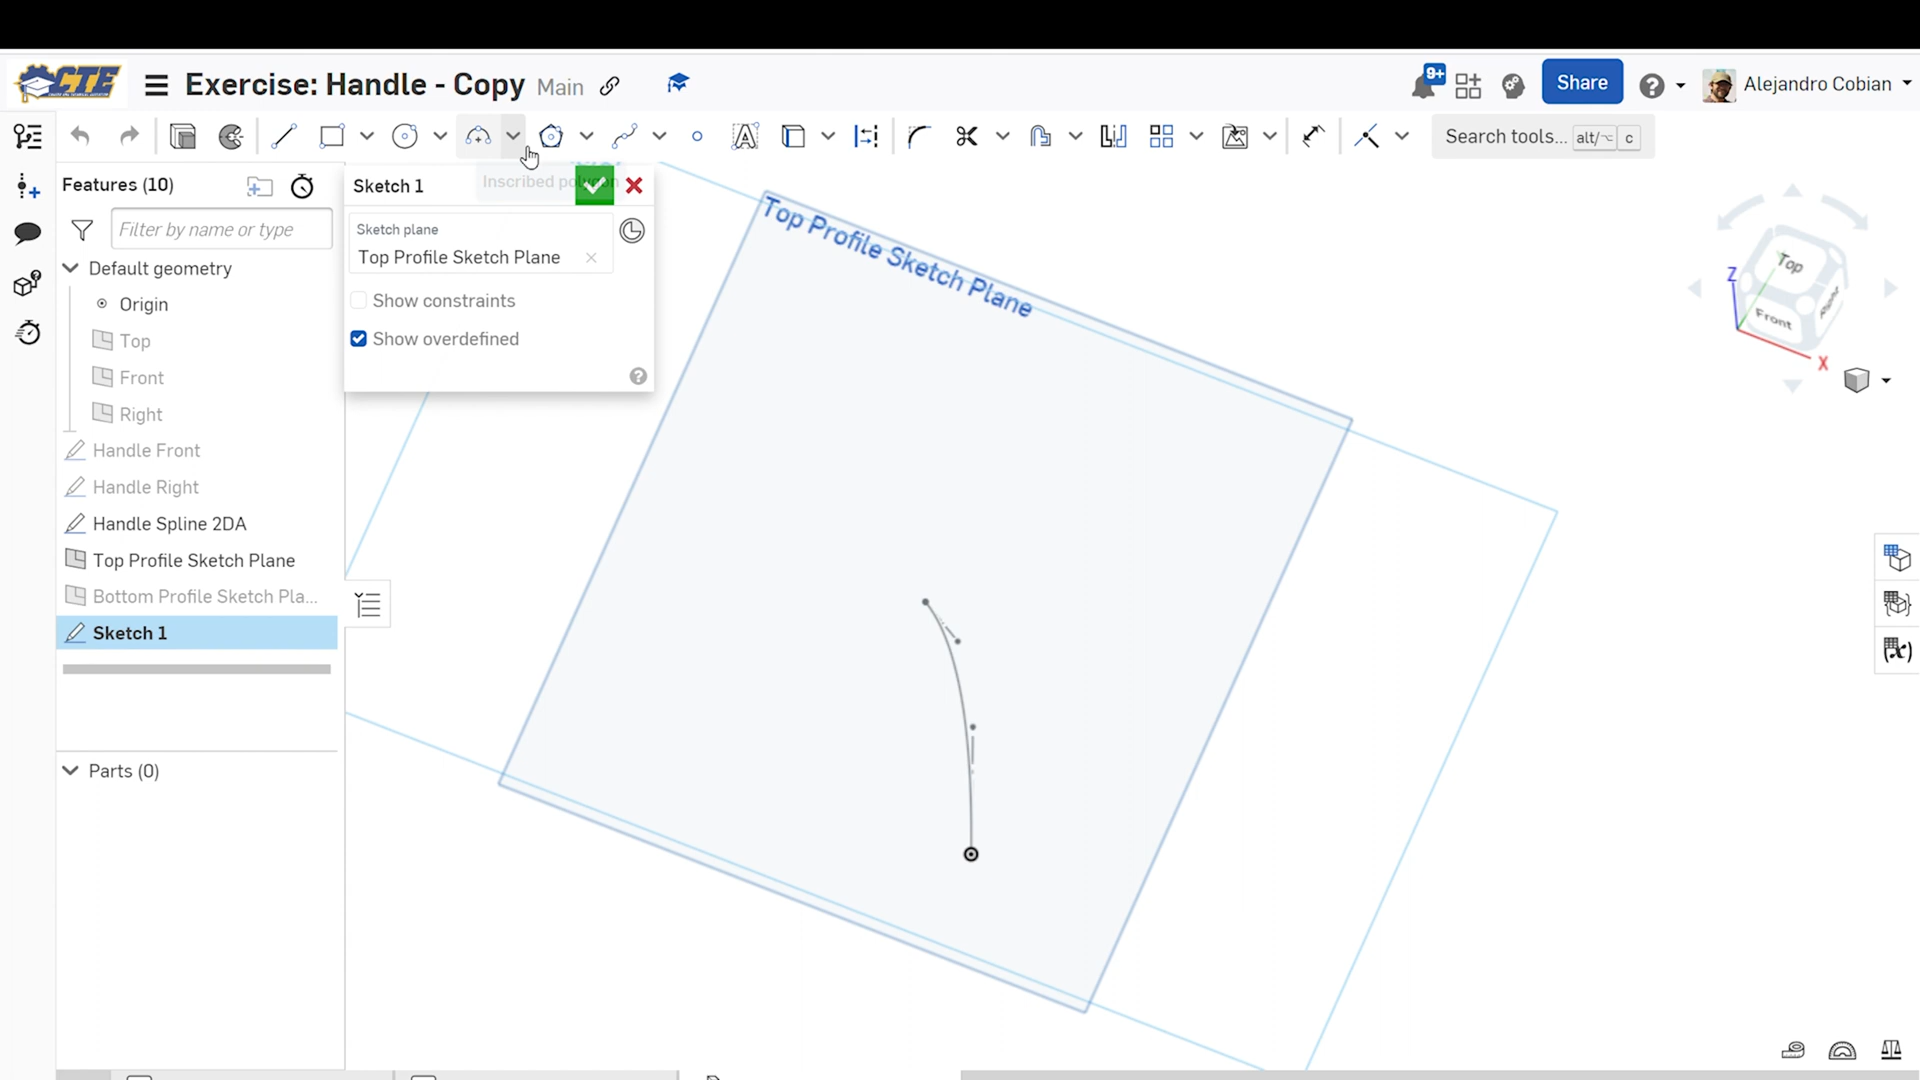 CTE
Exercise: Handle - Copy Main
9+
Share
Alejandro Cobian
Search tools... alt/⌥ c
Features (10)
Filter by name or type
Default geometry
Origin
Top
Front
Right
Handle Front
Handle Right
Handle Spline 2DA
Top Profile Sketch Plane
Bottom Profile Sketch Pla...
Sketch 1
Parts (0)
Sketch 1
Inscribed polygon
Sketch plane
Top Profile Sketch Plane
Show constraints
Show overdefined
Top Profile Sketch Plane
Top
Front
Right
Z
X
(x)